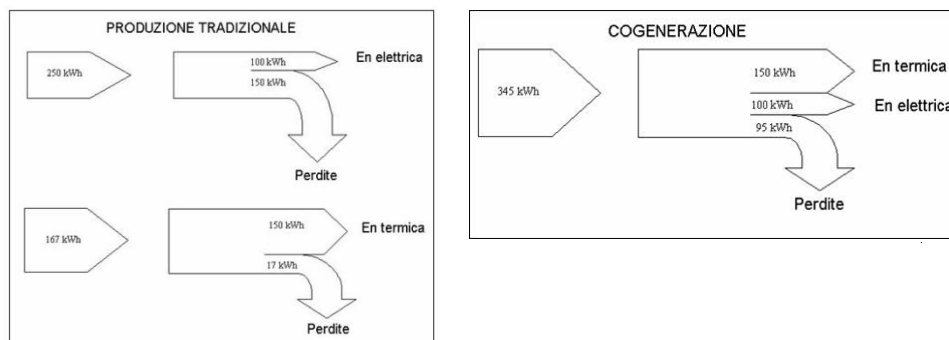 PRODUZIONE TRADIZIONALE
250 kWh
100 kWh
150 kWh
En elettrica
Perdite
167 kWh
150 kWh
17 kWh
En termica
Perdite
COGENERAZIONE
345 kWh
150 kWh
100 kWh
95 kWh
En termica
En elettrica
Perdite